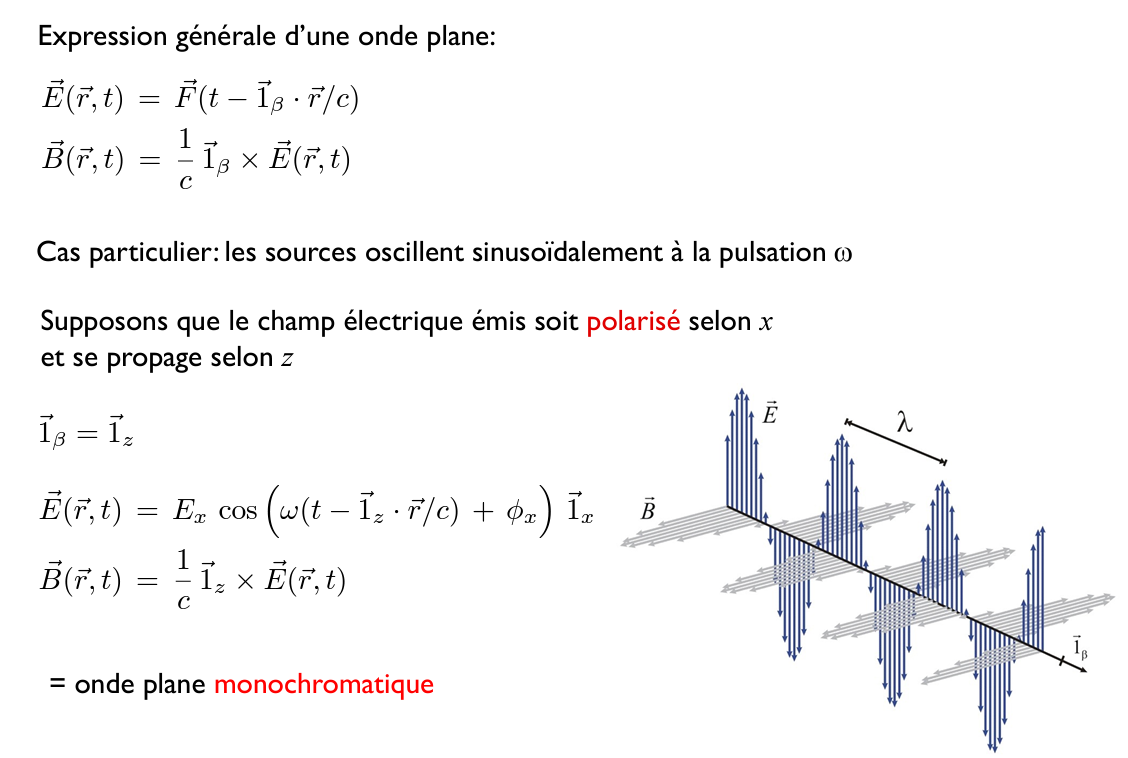 Expression générale d’une onde plane:
$\vec{E}(\vec{r},t) = \vec{F}(t - \vec{1}_\beta \cdot \vec{r}/c)$
$\vec{B}(\vec{r},t) = \frac{1}{c} \vec{1}_\beta \times \vec{E}(\vec{r},t)$
Cas particulier: les sources oscillent sinusoïdalement à la pulsation ω
Supposons que le champ électrique émis soit polarisé selon x
et se propage selon z
$\vec{1}_\beta = \vec{1}_z$
$\vec{E}(\vec{r},t) = E_x \cos\left(\omega(t - \vec{1}_z \cdot \vec{r}/c) + \phi_x\right) \vec{1}_x$
$\vec{B}(\vec{r},t) = \frac{1}{c} \vec{1}_z \times \vec{E}(\vec{r},t)$
= onde plane monochromatique
$\vec{E}$
λ
$\vec{B}$
$\vec{1}_\beta$